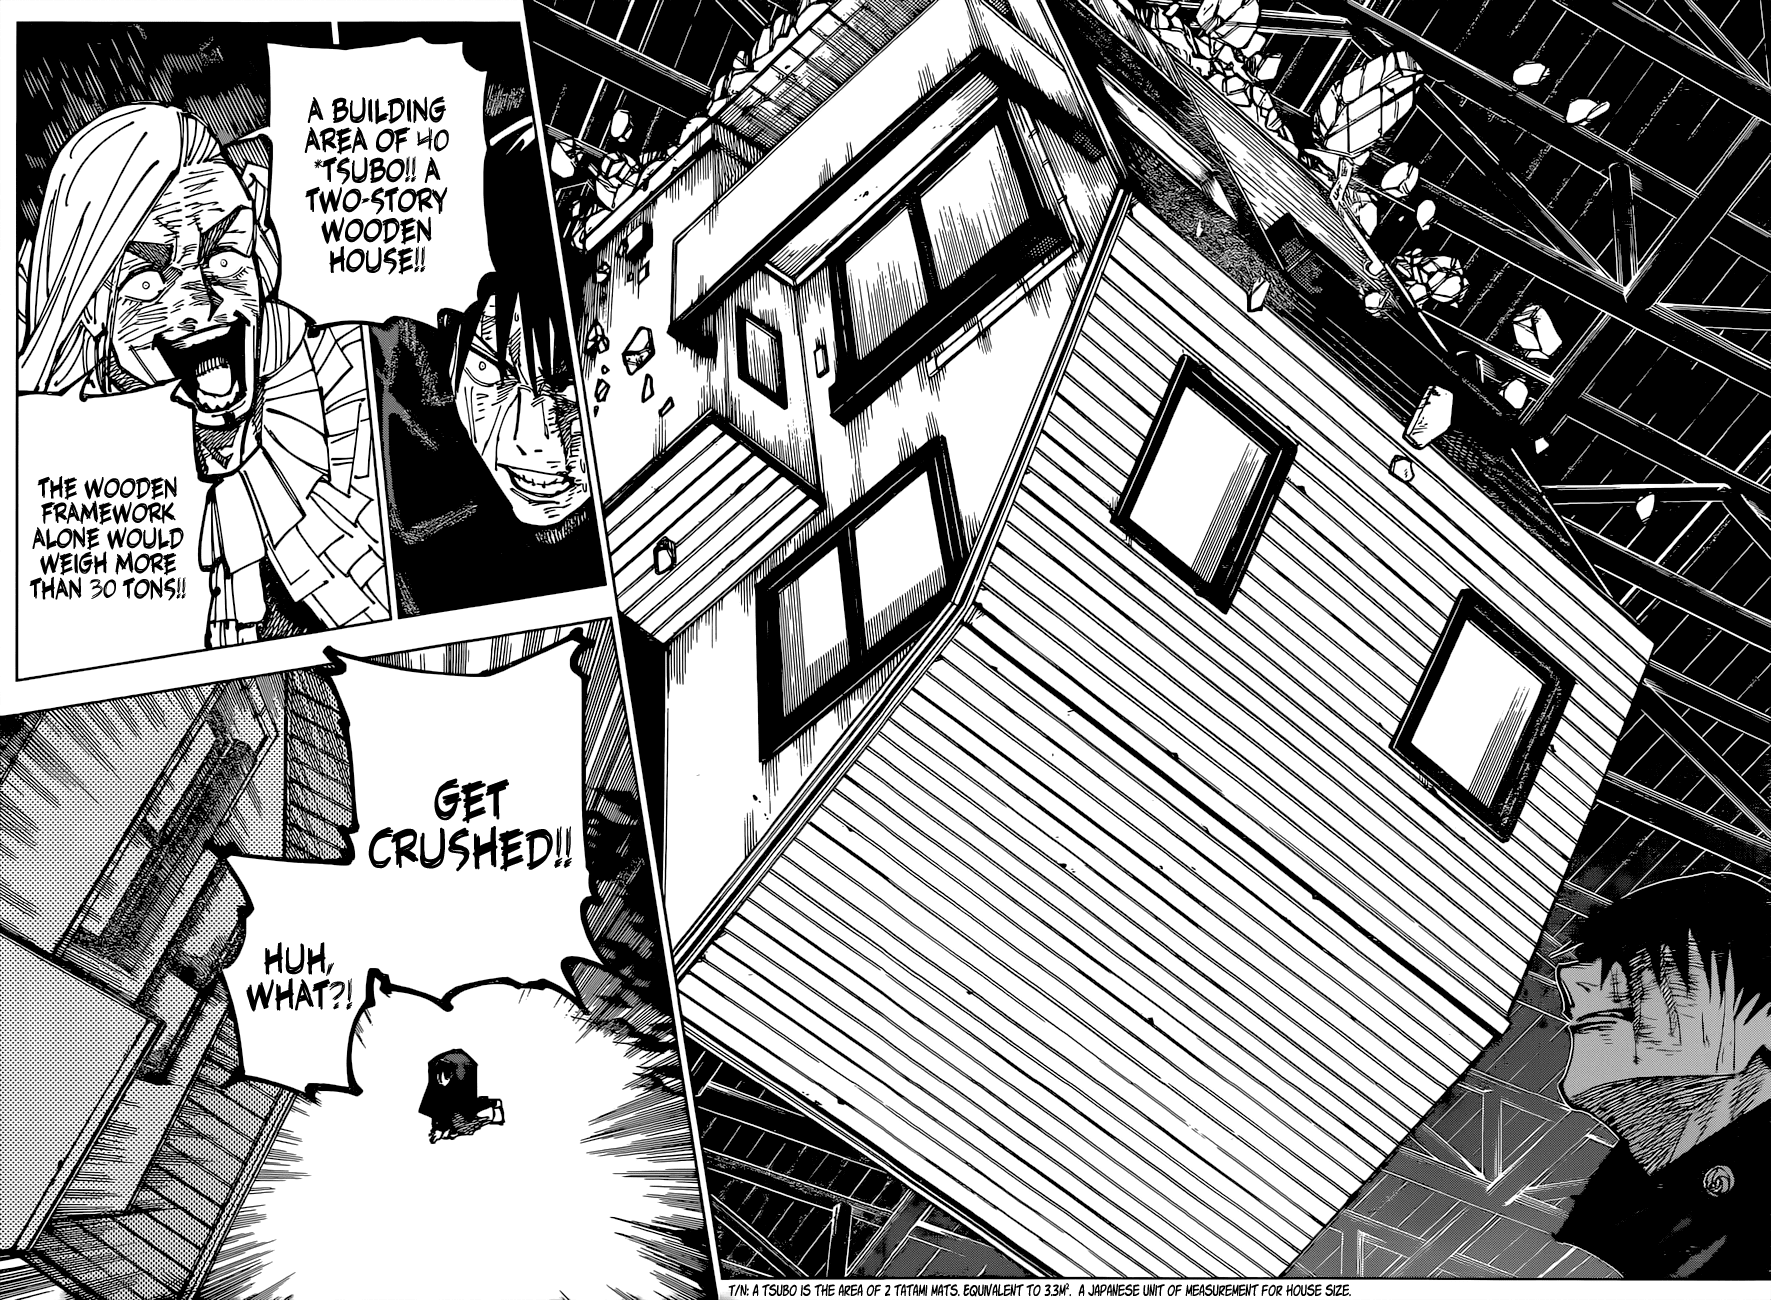 A BUILDING
AREA OF 40
*TSUBO!! A
TWO-STORY
WOODEN
HOUSE!!
THE WOODEN
FRAMEWORK
ALONE WOULD
WEIGH MORE
THAN 30 TONS!!
GET
CRUSHED!!
HUH,
WHAT?!
T/N: A TSUBO IS THE AREA OF 2 TATAMI MATS. EQUIVALENT TO 3.3M². A JAPANESE UNIT OF MEASUREMENT FOR HOUSE SIZE.